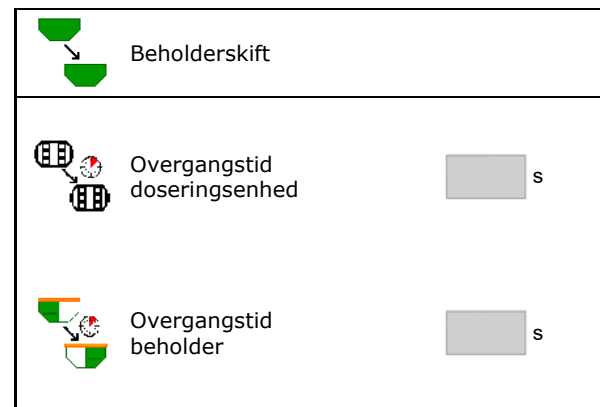 Beholderskift
Overgangstid
doseringsenhed
s
Overgangstid
beholder
s